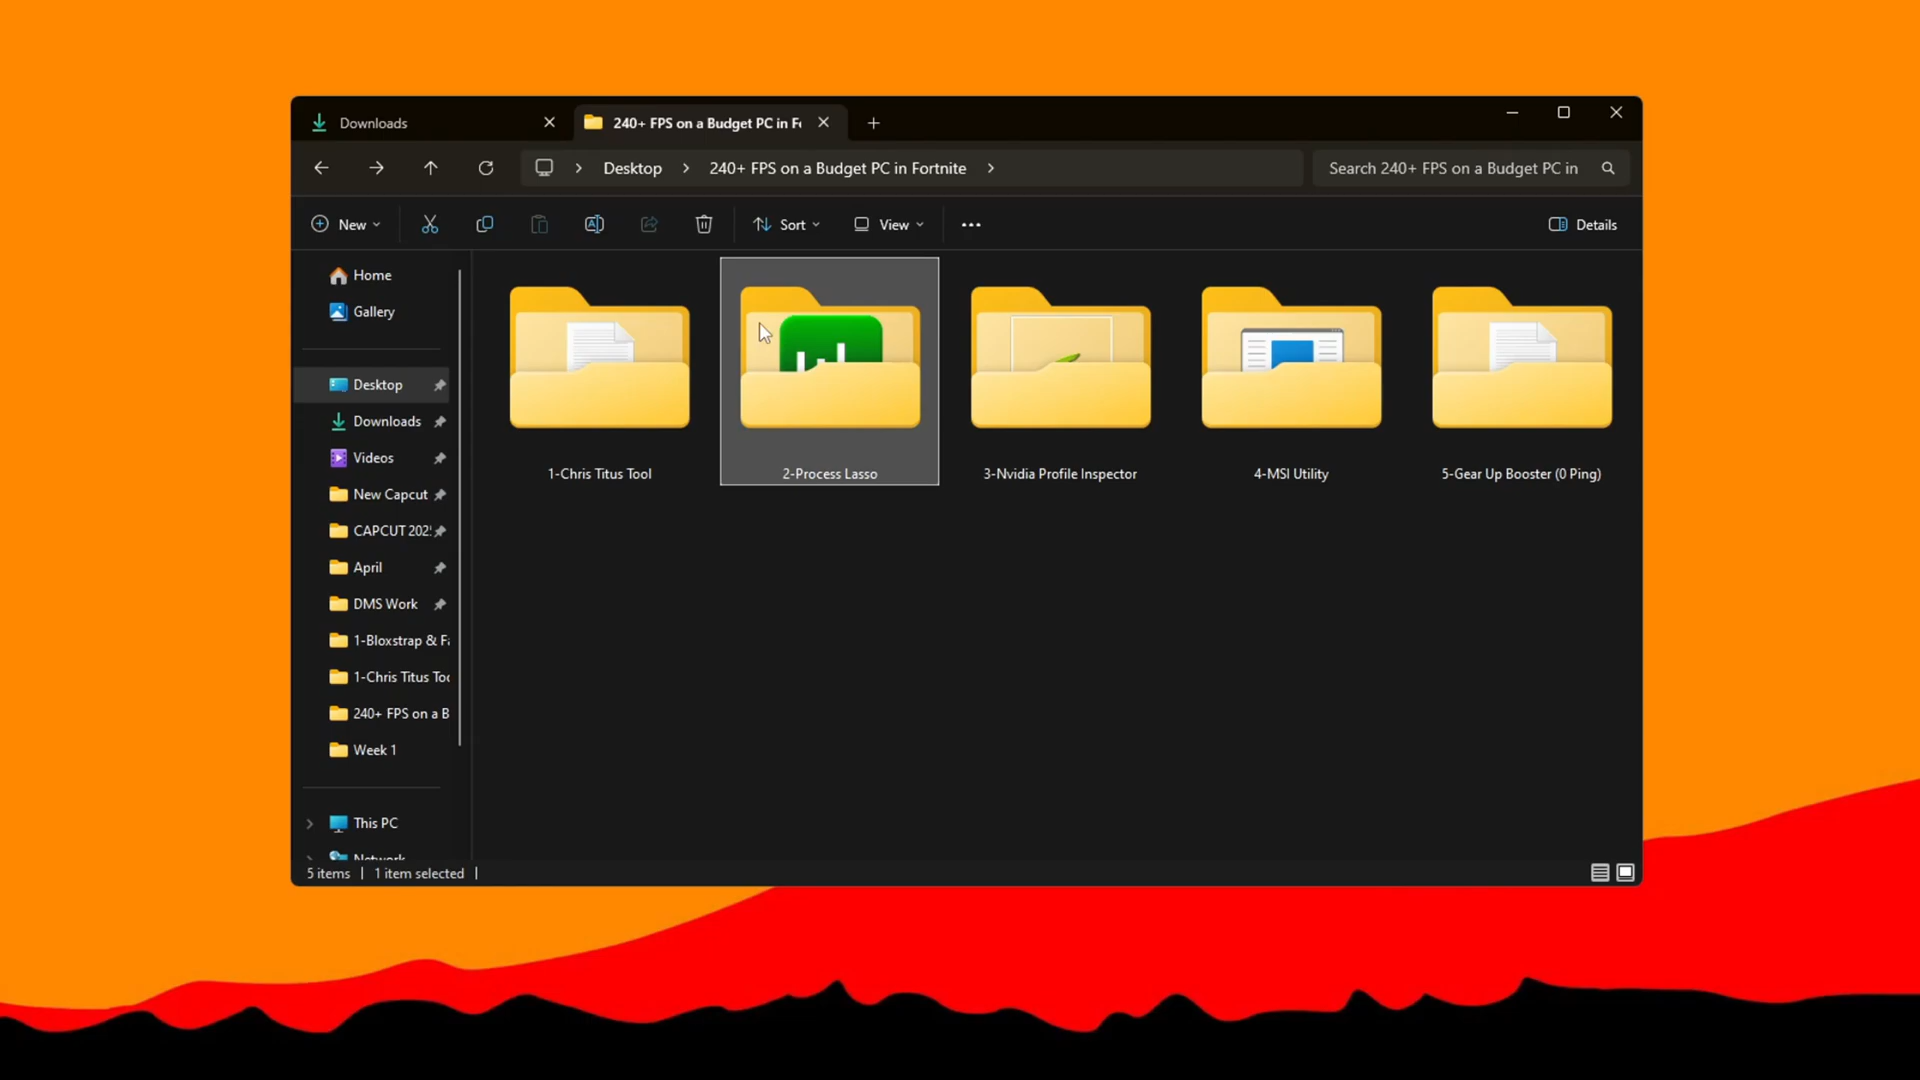 Downloads
240+ FPS on a Budget PC in Fo
Desktop
240+ FPS on a Budget PC in Fortnite
Search 240+ FPS on a Budget PC in
New
Sort
View
Details
Home
Gallery
Desktop
Downloads
Videos
New Capcut
CAPCUT 202
April
DMS Work
1-Bloxstrap & Fa
1-Chris Titus Too
240+ FPS on a B
Week 1
This PC
Network
1-Chris Titus Tool
2-Process Lasso
3-Nvidia Profile Inspector
4-MSI Utility
5-Gear Up Booster (0 Ping)
5 items | 1 item selected |